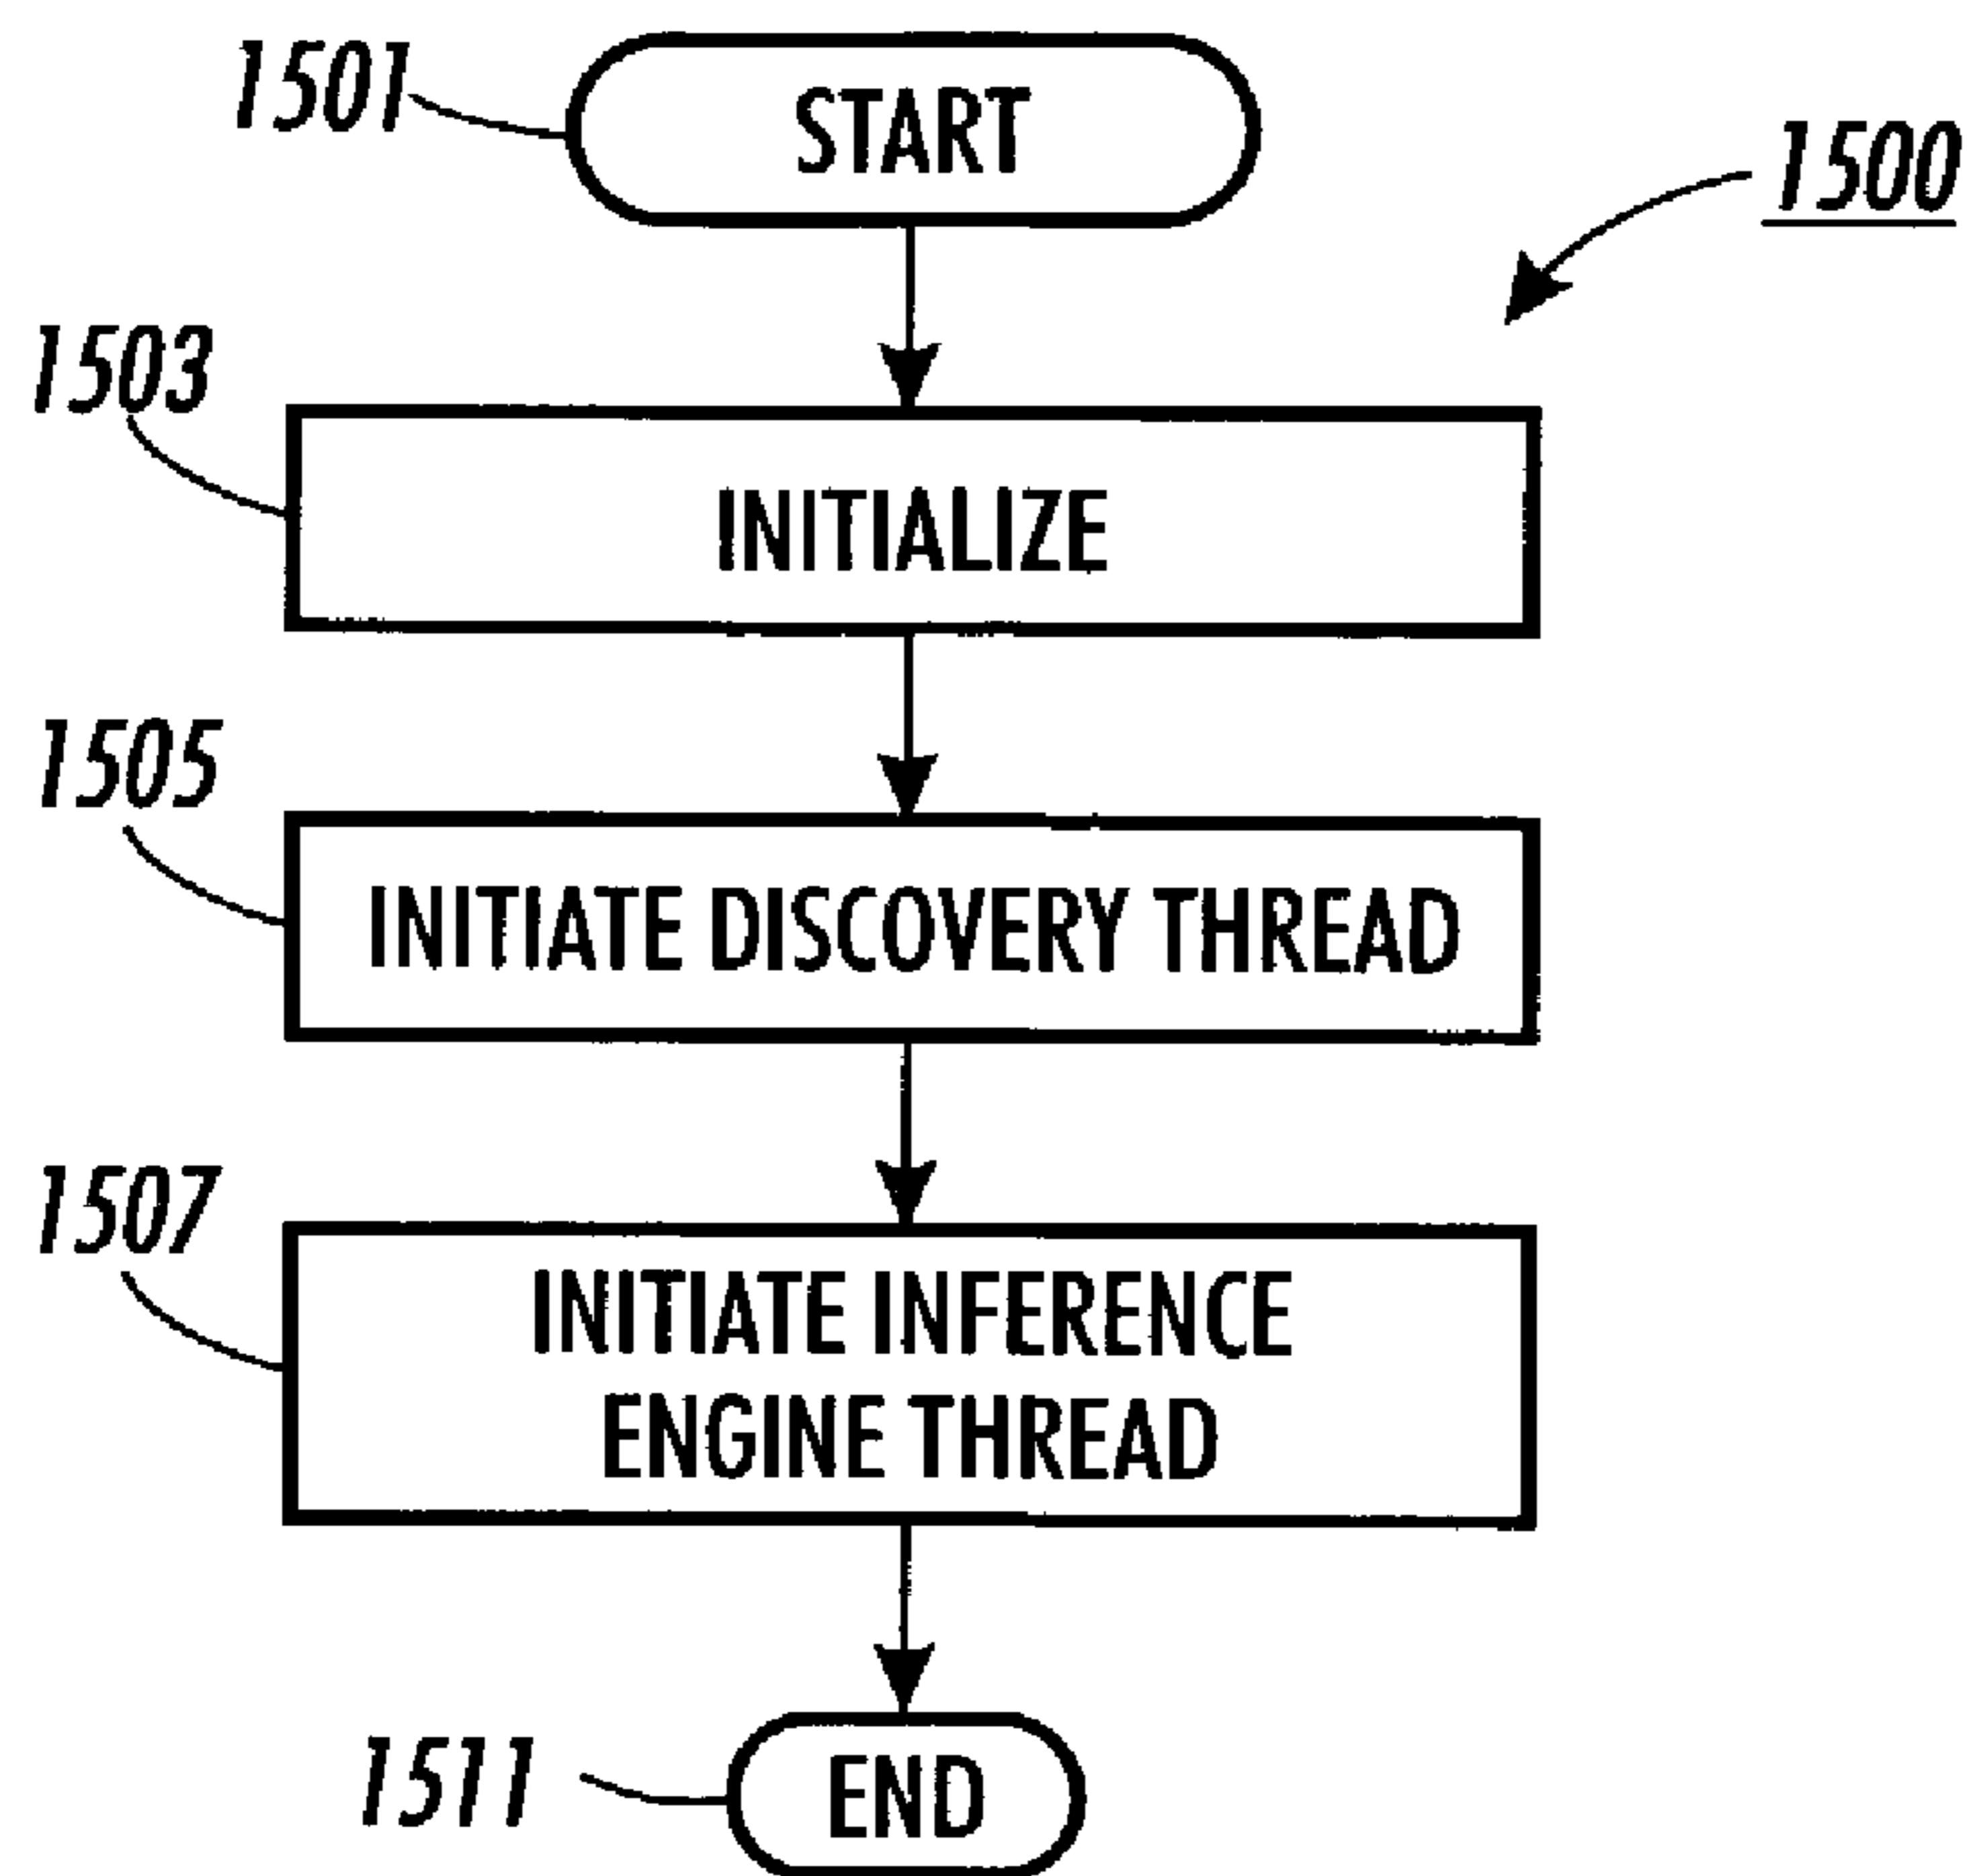 1501
START
1500
1503
INITIALIZE
1505
INITIATE DISCOVERY THREAD
1507
INITIATE INFERENCE
ENGINE THREAD
1511
END